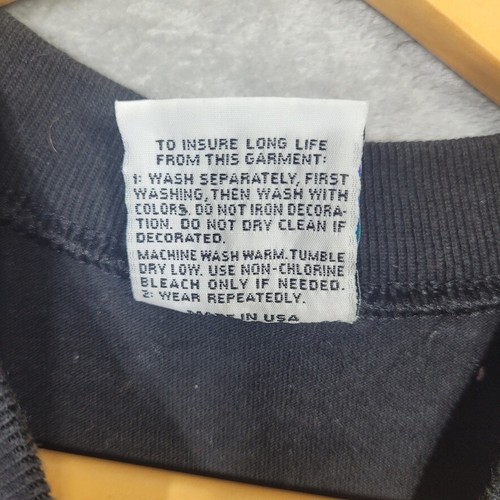 TO INSURE LONG LIFE
FROM THIS GARMENT:
1: WASH SEPARATELY, FIRST
WASHING, THEN WASH WITH
COLORS. DO NOT IRON DECORA-
TION. DO NOT DRY CLEAN IF
DECORATED.
MACHINE WASH WARM. TUMBLE
DRY LOW. USE NON-CHLORINE
BLEACH ONLY IF NEEDED.
2: WEAR REPEATEDLY.
MADE IN USA